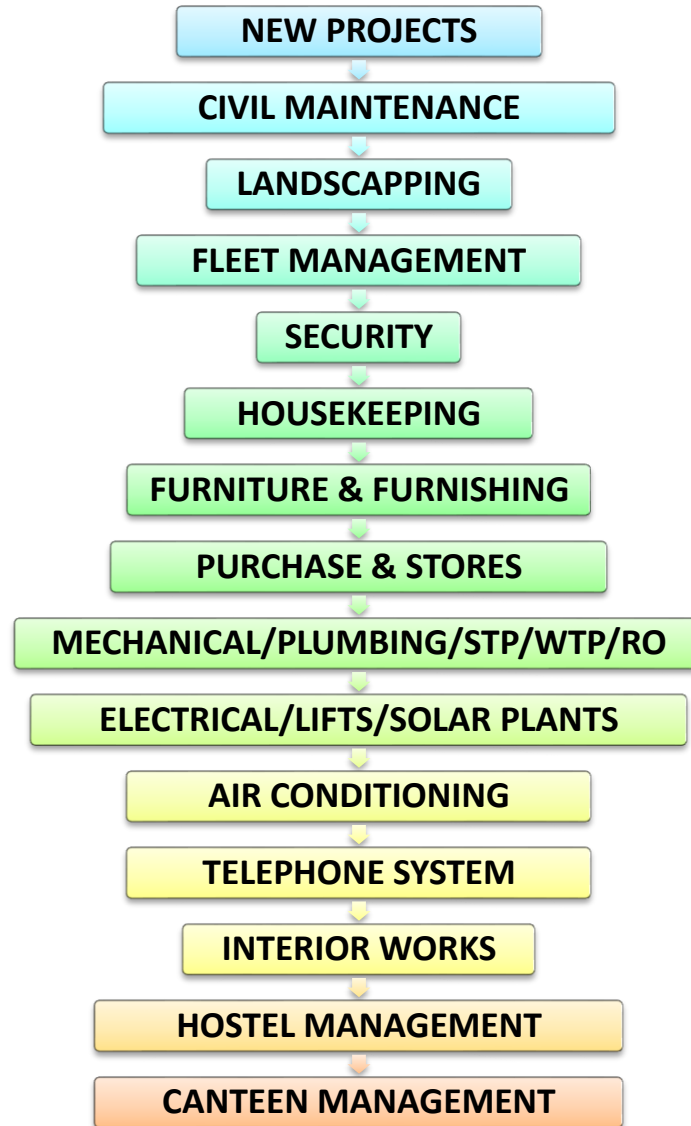 NEW PROJECTS
CIVIL MAINTENANCE
LANDSCAPPING
FLEET MANAGEMENT
SECURITY
HOUSEKEEPING
FURNITURE & FURNISHING
PURCHASE & STORES
MECHANICAL/PLUMBING/STP/WTP/RO
ELECTRICAL/LIFTS/SOLAR PLANTS
AIR CONDITIONING
TELEPHONE SYSTEM
INTERIOR WORKS
HOSTEL MANAGEMENT
CANTEEN MANAGEMENT